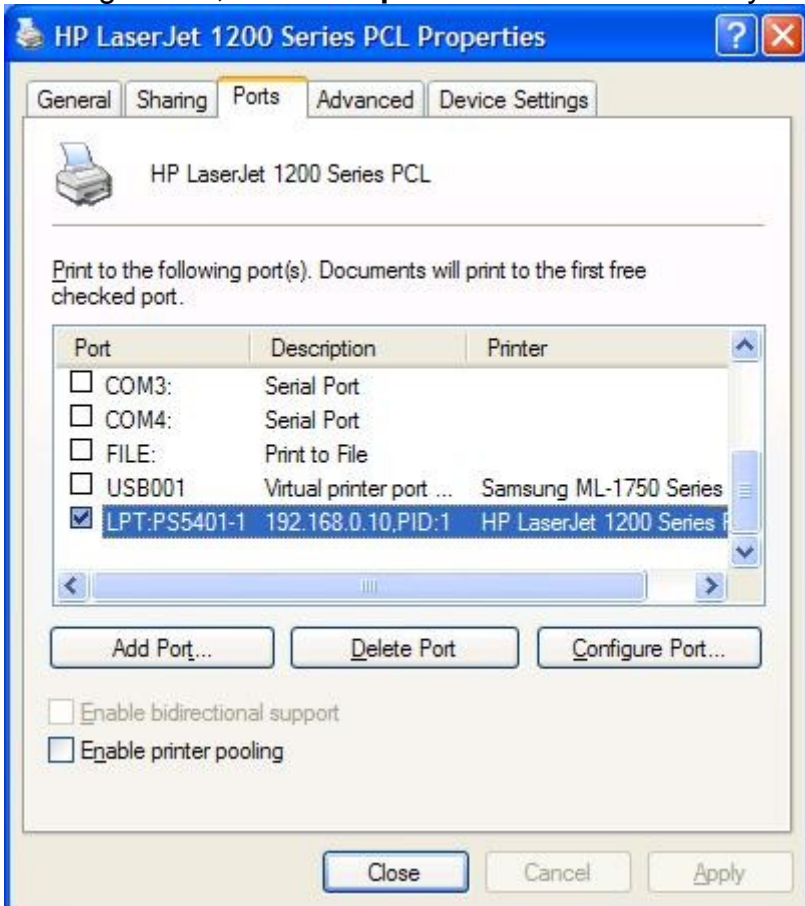 HP LaserJet 1200 Series PCL Properties
General Sharing Ports Advanced Device Settings
HP LaserJet 1200 Series PCL
Print to the following port(s). Documents will print to the first free
checked port.
Port Description Printer
COM3: Serial Port
COM4: Serial Port
FILE: Print to File
USB001 Virtual printer port ... Samsung ML-1750 Series
LPT:PS5401-1 192.168.0.10,PID:1 HP LaserJet 1200 Series
Add Port... Delete Port Configure Port...
Enable bidirectional support
Enable printer pooling
Close Cancel Apply